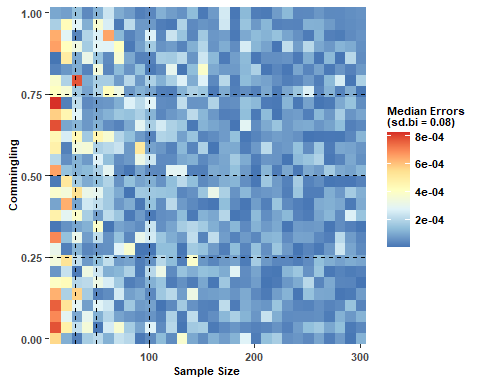 1.00
0.75
0.50
0.25
0.00
Commingling
100
200
300
Sample Size
Median Errors
(sd.bi = 0.08)
8e-04
6e-04
4e-04
2e-04